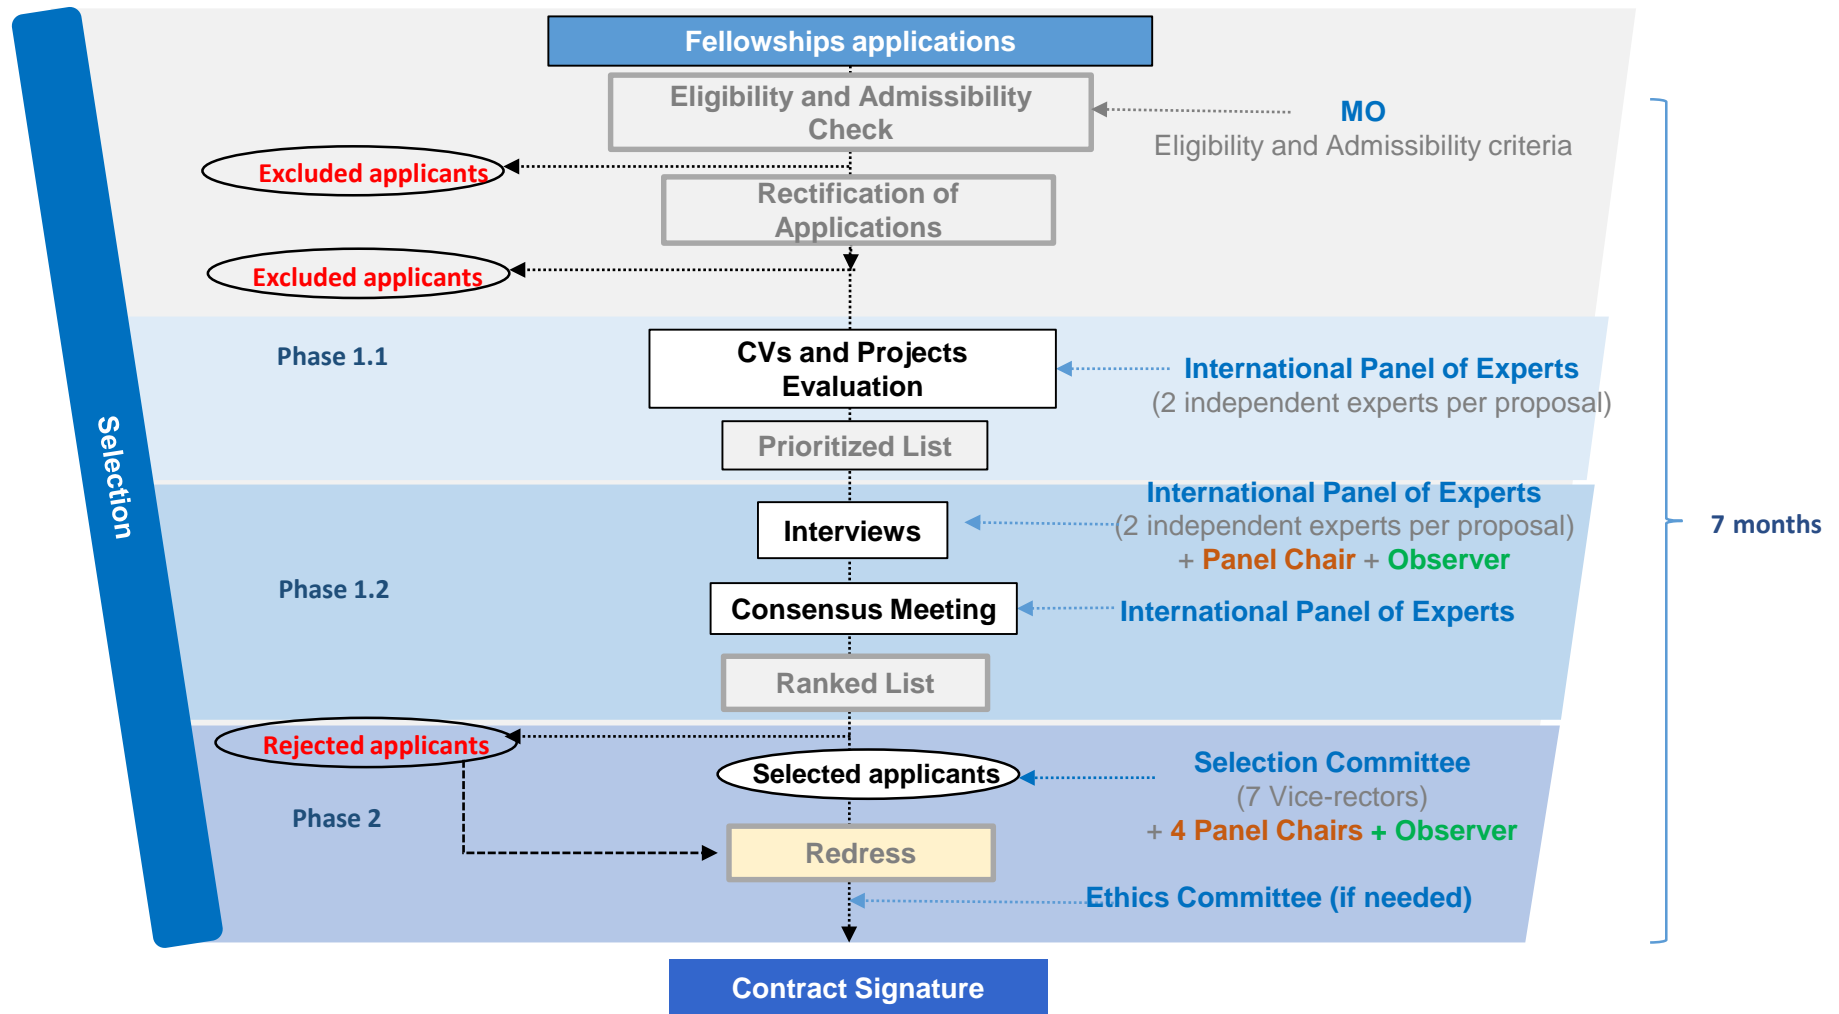 Fellowships applications
Eligibility and Admissibility
Check
MO
Eligibility and Admissibility criteria
Excluded applicants
Rectification of
Applications
Excluded applicants
Selection
Phase 1.1
CVs and Projects
Evaluation
International Panel of Experts
(2 independent experts per proposal)
Prioritized List
Phase 1.2
Interviews
International Panel of Experts
(2 independent experts per proposal)
+ Panel Chair + Observer
7 months
Consensus Meeting
International Panel of Experts
Ranked List
Rejected applicants
Phase 2
Selected applicants
Selection Committee
(7 Vice-rectors)
+ 4 Panel Chairs + Observer
Redress
Ethics Committee (if needed)
Contract Signature